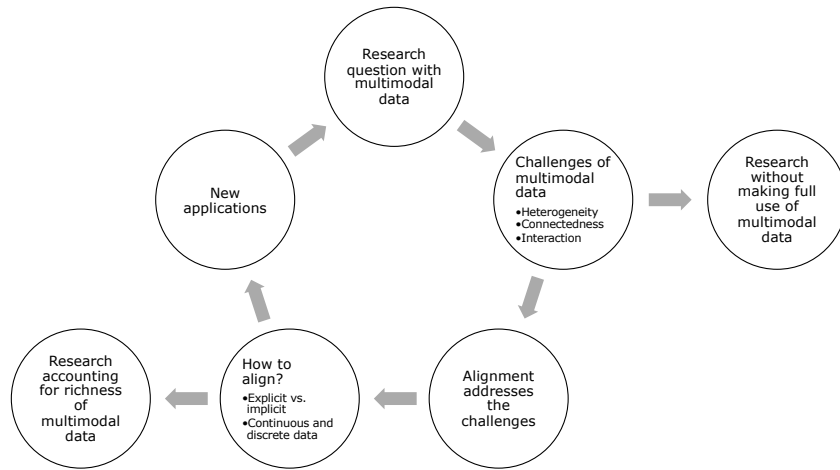 Research
question with
multimodal
data
Challenges of
multimodal
data
•Heterogeneity
•Connectedness
•Interaction
Research
without
making full
use of
multimodal
data
Alignment
addresses
the
challenges
How to
align?
•Explicit vs.
implicit
•Continuous and
discrete data
Research
accounting
for richness
of
multimodal
data
New
applications